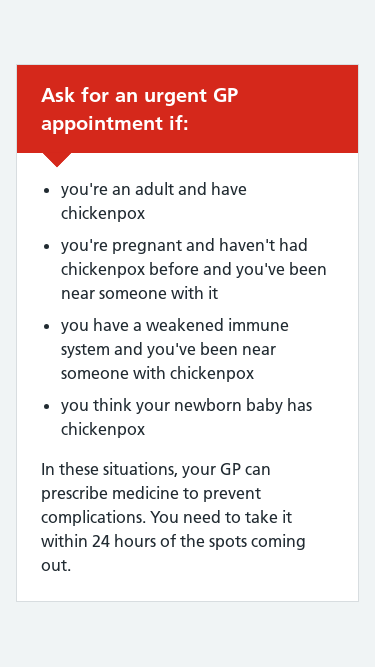 Ask for an urgent GP
appointment if:
• you're an adult and have
chickenpox
• you're pregnant and haven't had
chickenpox before and you've been
near someone with it
• you have a weakened immune
system and you've been near
someone with chickenpox
• you think your newborn baby has
chickenpox
In these situations, your GP can
prescribe medicine to prevent
complications. You need to take it
within 24 hours of the spots coming
out.